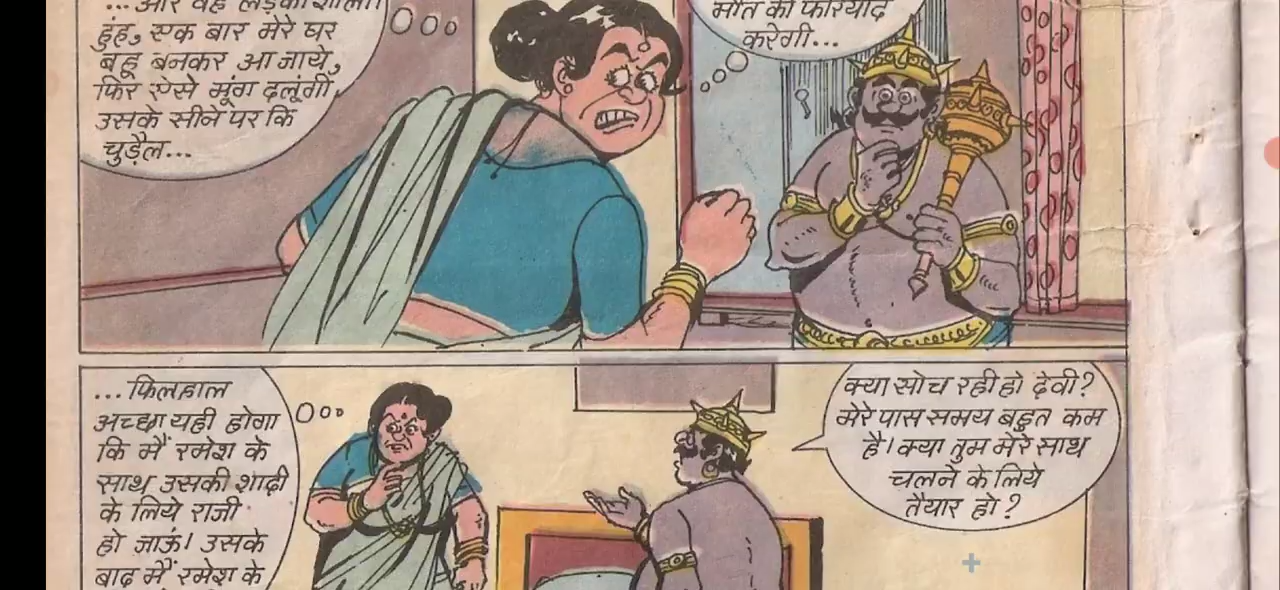 ...और वह लड़की शीला।
हुंह, एक बार मेरे घर
बहू बनकर आ जाये,
फिर ऐसे मूंग दलूंगी
उसके सीने पर कि
चुड़ैल...
मौत की फरियाद
करेगी...
...फिलहाल
अच्छा यही होगा
कि मैं रमेश के
साथ उसकी शादी
के लिये राजी
हो जाऊं। उसके
बाद मैं रमेश के
क्या सोच रही हो देवी?
मेरे पास समय बहुत कम
है। क्या तुम मेरे साथ
चलने के लिये
तैयार हो?